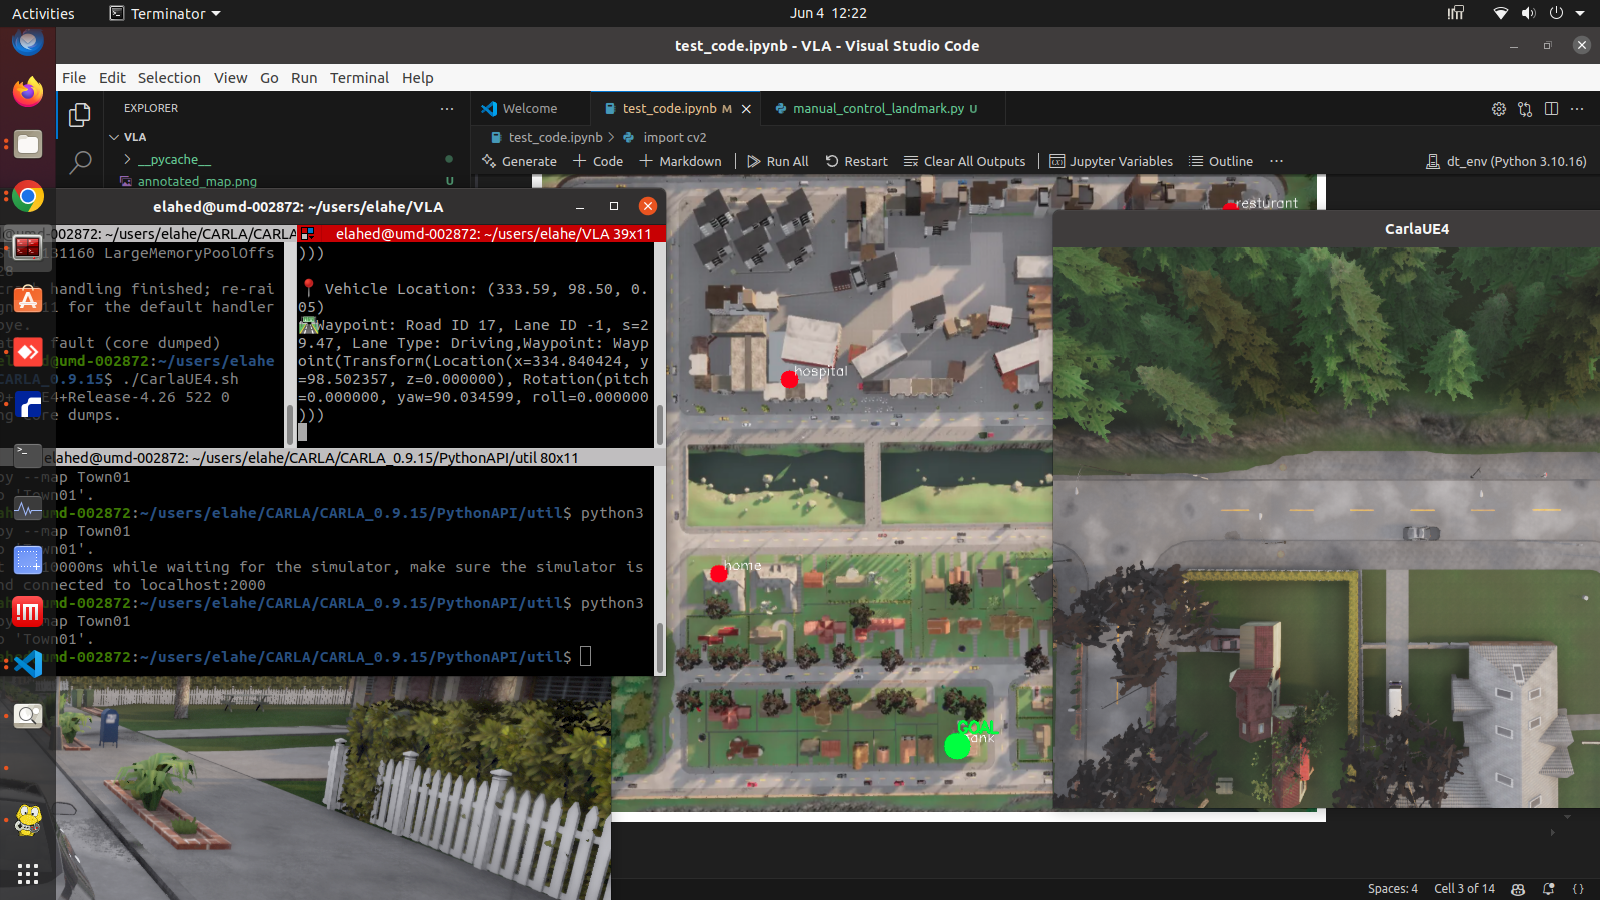 Activities
Terminator
Jun 4 12:22
test_code.ipynb - VLA - Visual Studio Code
File Edit Selection View Go Run Terminal Help
EXPLORER
VLA
__pycache__
annotated_map.png U
Welcome
test_code.ipynb M
manual_control_landmark.py U
test_code.ipynb
import cv2
Generate
Code
Markdown
Run All
Restart
Clear All Outputs
Jupyter Variables
Outline
dt_env (Python 3.10.16)
elahed@umd-002872: ~/users/elahe/VLA
@umd-002872: ~/users/elahe/CARLA/CARLA
131160 LargeMemoryPoolOffs
28
handling finished; re-rai
11 for the default handler
bye.
fault (core dumped)
@umd-002872:~/users/elahe
CARLA_0.9.15$ ./CarlaUE4.sh
+Release-4.26 522 0
dumps.
elahed@umd-002872: ~/users/elahe/VLA 39x11
)))
Vehicle Location: (333.59, 98.50, 0.
05)
Waypoint: Road ID 17, Lane ID -1, s=2
9.47, Lane Type: Driving,Waypoint: Wayp
oint(Transform(Location(x=334.840424, y
=98.502357, z=0.000000), Rotation(pitch
=0.000000, yaw=90.034599, roll=0.000000
)))
elahed@umd-002872: ~/users/elahe/CARLA/CARLA_0.9.15/PythonAPI/util 80x11
py --map Town01
'Town01'.
umd-002872:~/users/elahe/CARLA/CARLA_0.9.15/PythonAPI/util$ python3
py --map Town01
'Town01'.
10000ms while waiting for the simulator, make sure the simulator is
connected to localhost:2000
umd-002872:~/users/elahe/CARLA/CARLA_0.9.15/PythonAPI/util$ python3
py --map Town01
'Town01'.
umd-002872:~/users/elahe/CARLA/CARLA_0.9.15/PythonAPI/util$
resturant
hospital
home
GOAL
CarlaUE4
Spaces: 4
Cell 3 of 14